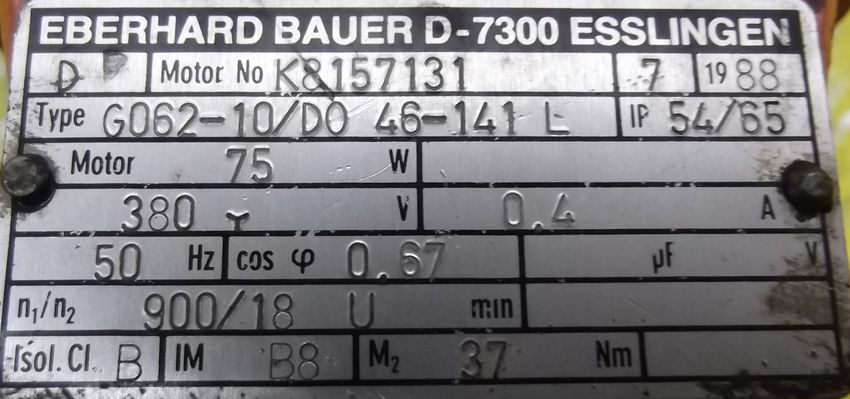 EBERHARD BAUER D-7300 ESSLINGEN
D Motor No K8157131 7 1988
Type G062-10/D0 46-141 L IP 54/65
Motor 75 W
380 Y V 0.4 A
50 Hz cos φ 0,67 µF V
n₁/n₂ 900/18 U min
Isol. Cl. B IM B8 M₂ 37 Nm